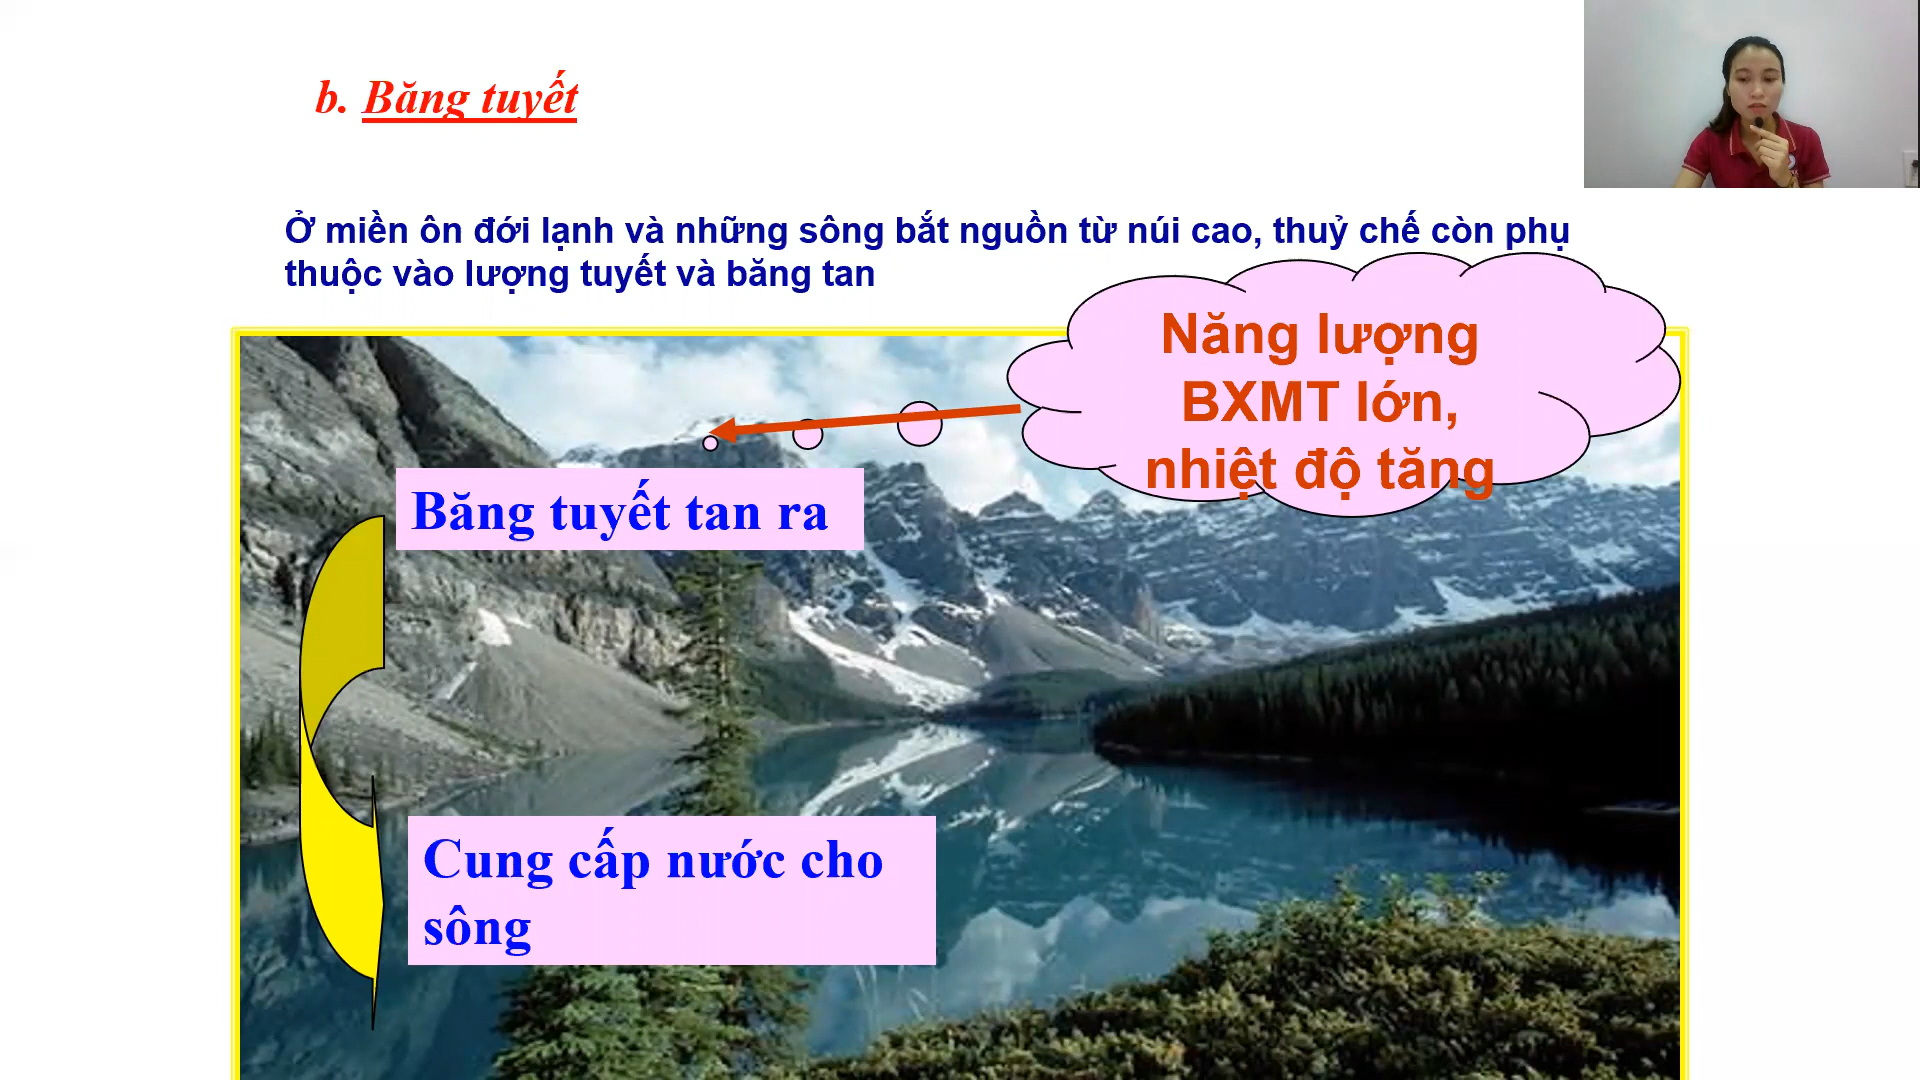 b. Băng tuyết
Ở miền ôn đới lạnh và những sông bắt nguồn từ núi cao, thuỷ chế còn phụ
thuộc vào lượng tuyết và băng tan
Năng lượng
BXMT lớn,
nhiệt độ tăng
Băng tuyết tan ra
Cung cấp nước cho
sông